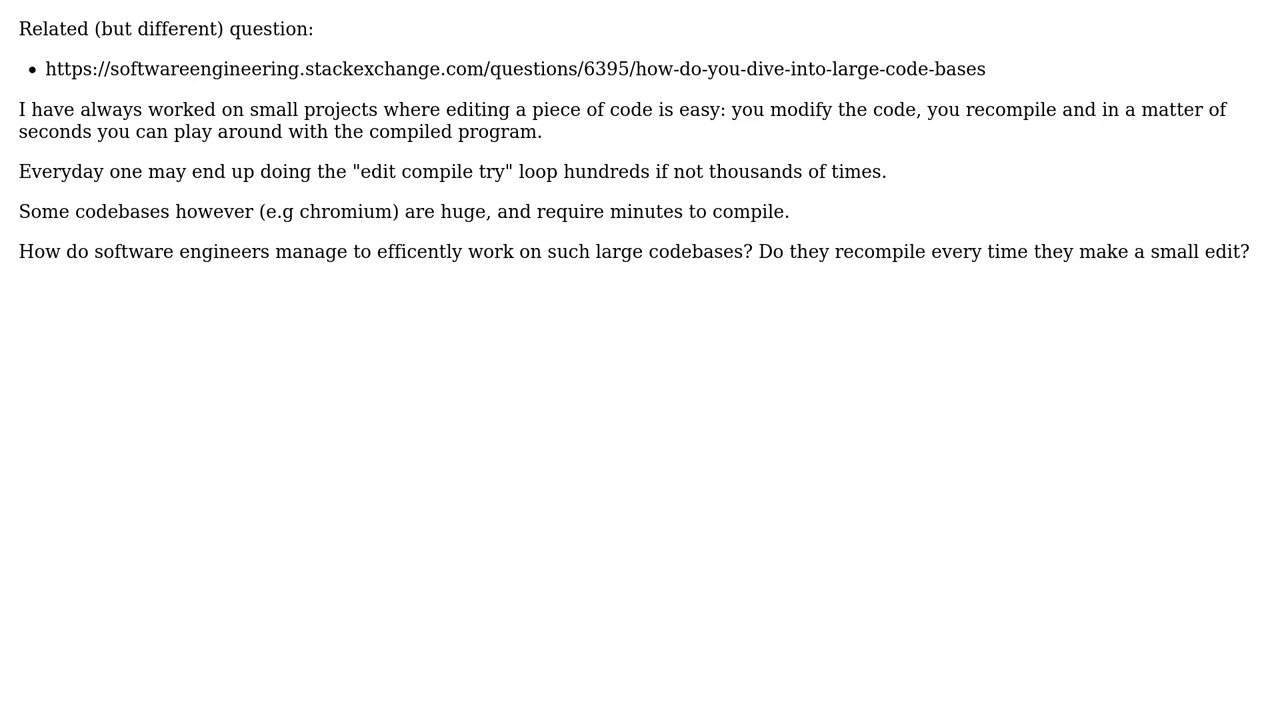 Related (but different) question:
• https://softwareengineering.stackexchange.com/questions/6395/how-do-you-dive-into-large-code-bases
I have always worked on small projects where editing a piece of code is easy: you modify the code, you recompile and in a matter of
seconds you can play around with the compiled program.
Everyday one may end up doing the "edit compile try" loop hundreds if not thousands of times.
Some codebases however (e.g chromium) are huge, and require minutes to compile.
How do software engineers manage to efficently work on such large codebases? Do they recompile every time they make a small edit?